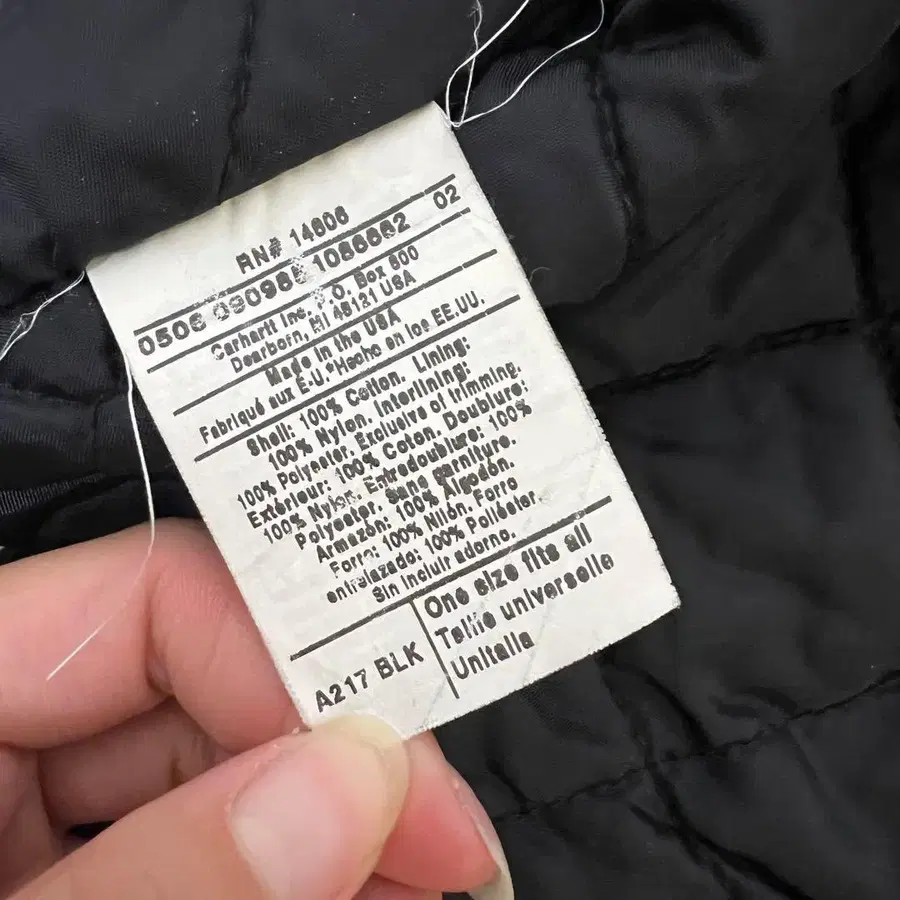 RN# 14806
02
0506 090985 1086682
Carhartt Inc. P.O. Box 600
Dearborn, MI 48121 USA
Made in the USA
Fabriqué aux É.U.*Hecho en los EE.UU.
Shell: 100% Cotton. Lining:
100% Nylon. Interlining:
100% Polyester, Exclusive of trimming.
Extérieur: 100% Coton. Doublure:
100% Nylon. Entredoublure: 100%
Polyester. Sans garniture.
Armazón: 100% Algodón.
Forro: 100% Nilón. Forro
entrelazado: 100% Poliéster.
Sin incluir adorno.
A217 BLK
One size fits all
Taille universelle
Unitalla